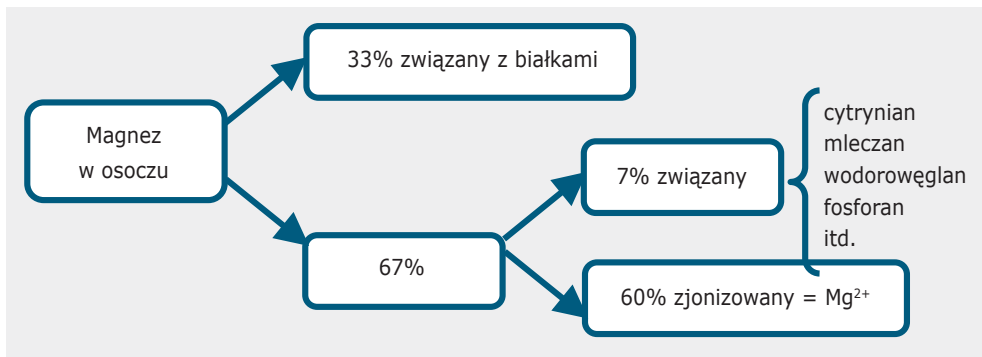 33% związany z białkami
Magnez
w osoczu
67%
7% związany
cytrynian
mleczan
wodorowęglan
fosforan
itd.
60% zjonizowany = Mg²⁺